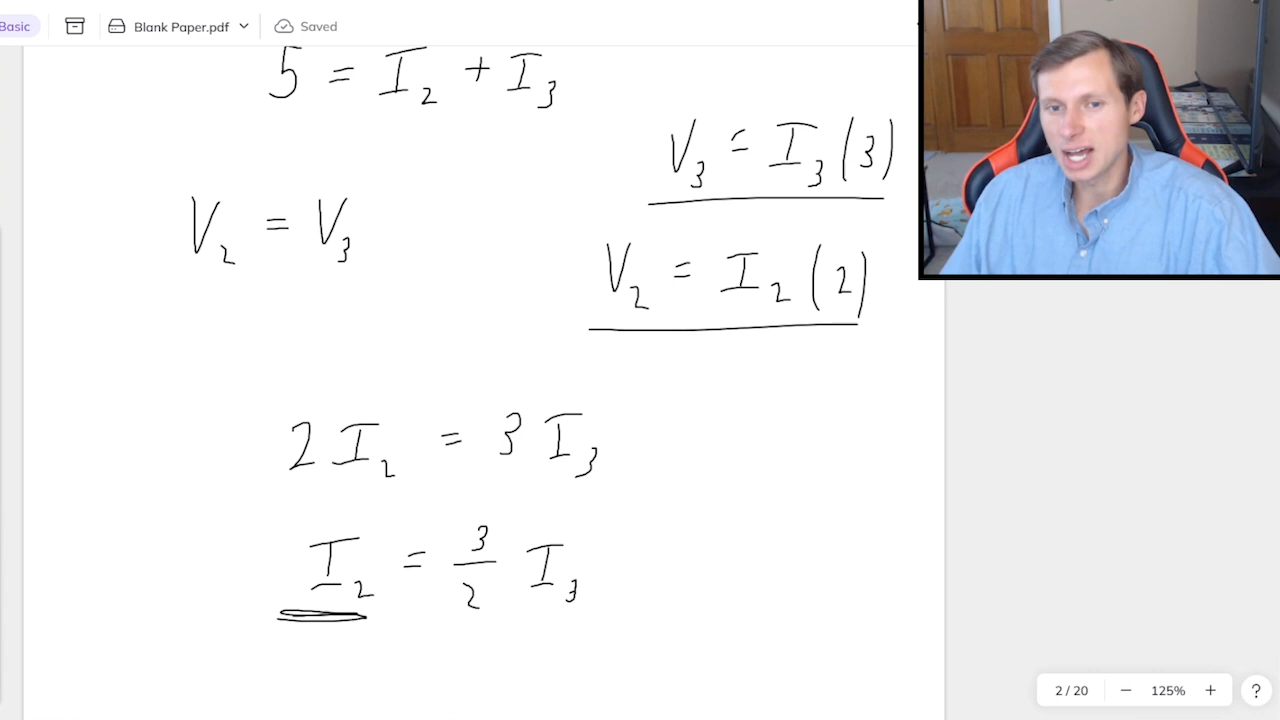 Basic Blank Paper.pdf Saved
5 = I₂ + I₃
V₃ = I₃(3)
V₂ = V₃
V₂ = I₂(2)
2I₂ = 3I₃
I₂ = 3/2 I₃
2 / 20 − 125% + ?